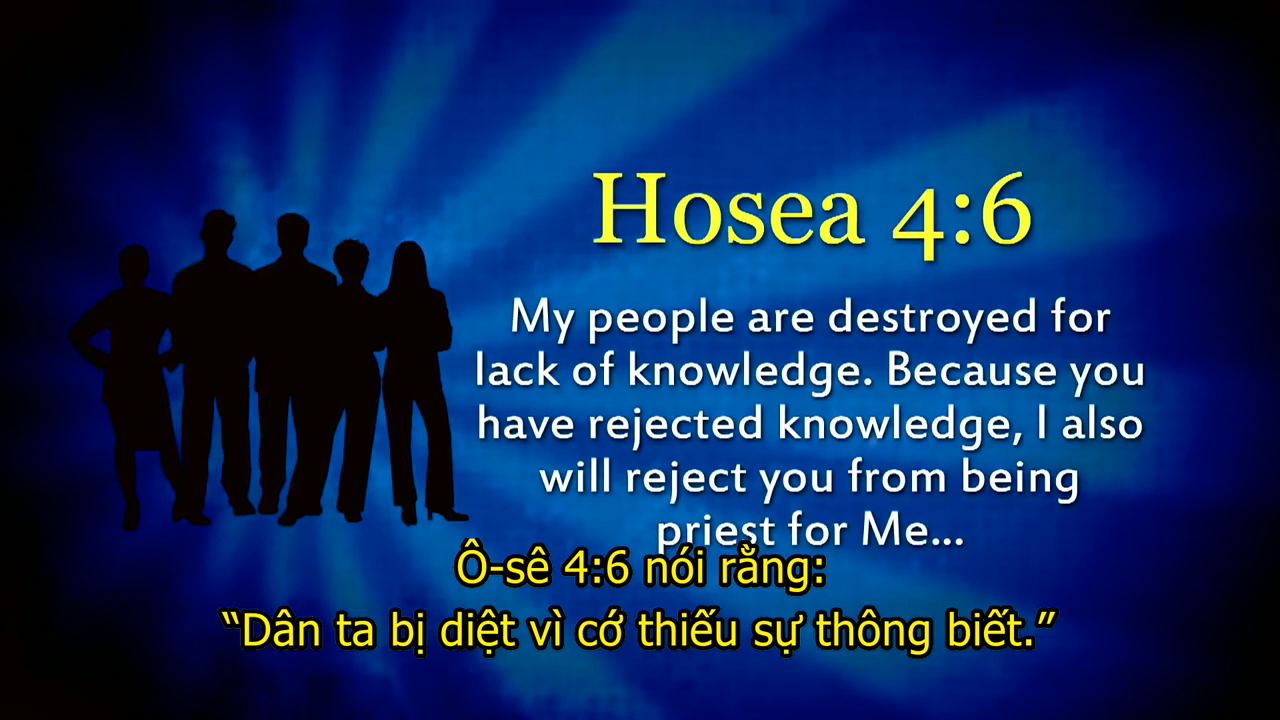 Hosea 4:6
My people are destroyed for
lack of knowledge. Because you
have rejected knowledge, I also
will reject you from being
priest for Me...
Ô-sê 4:6 nói rằng:
“Dân ta bị diệt vì cớ thiếu sự thông biết.”